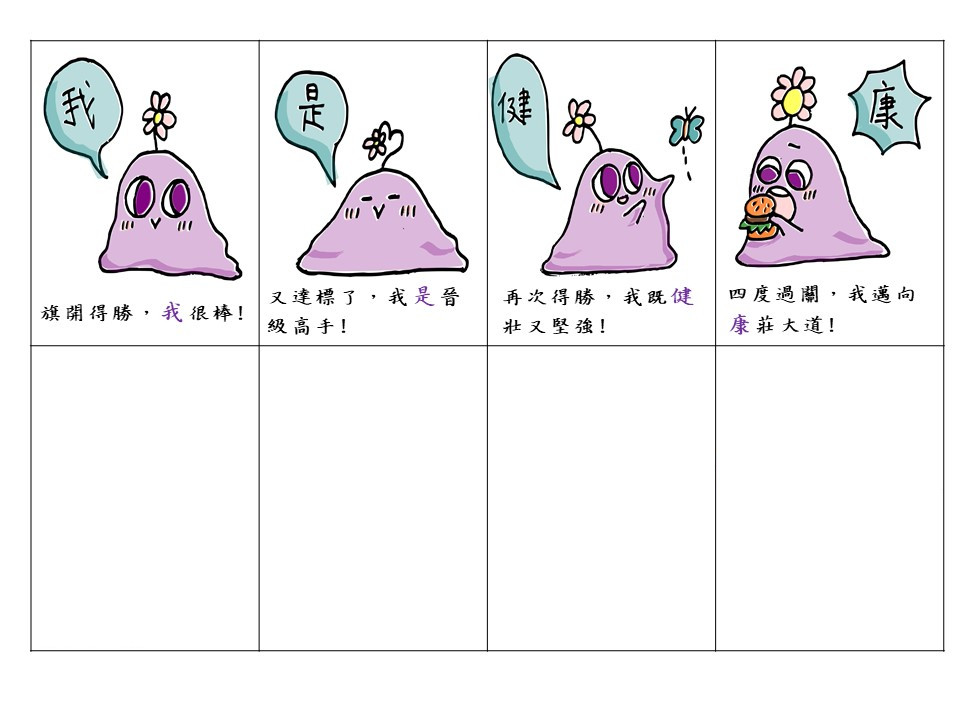 我
是
健
康
旗開得勝，我很棒!
又達標了，我是晉
級高手!
再次得勝，我既健
壯又堅強!
四度過關，我邁向
康莊大道!